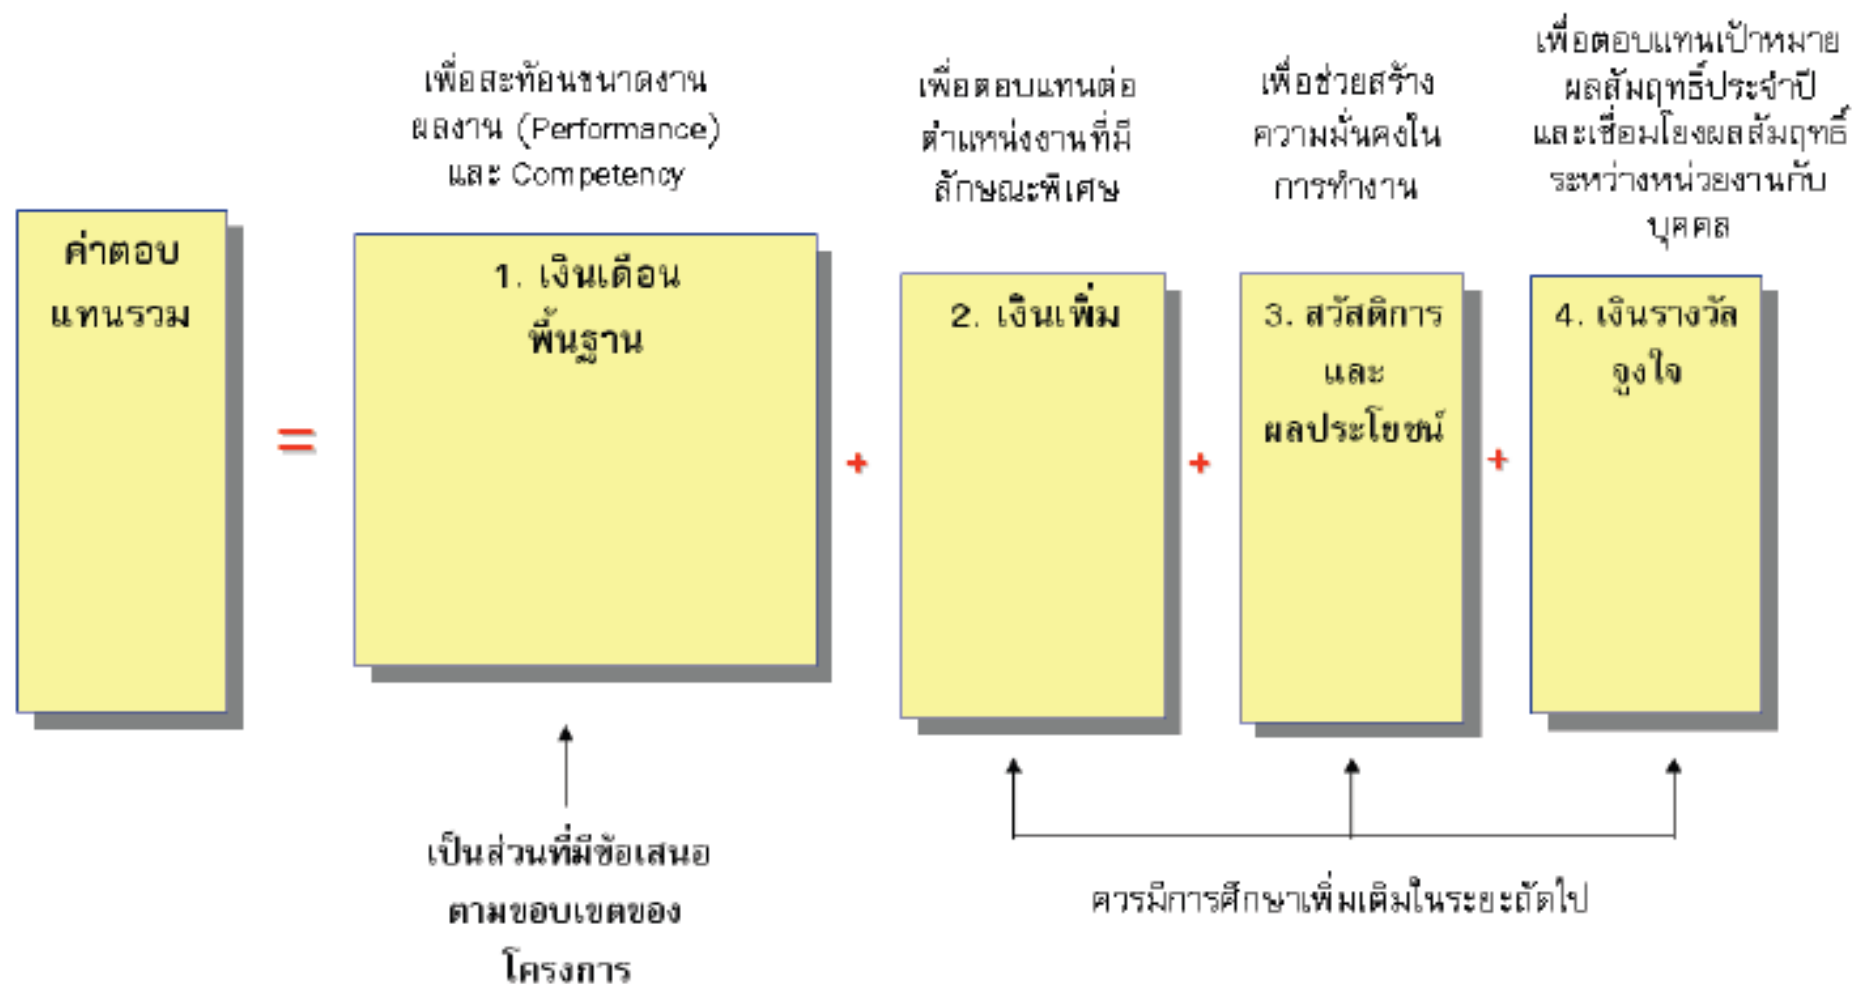 ค่าตอบ
แทนรวม
=
เพื่อสะท้อนขนาดงาน
ผลงาน (Performance)
และ Competency
1. เงินเดือน
พื้นฐาน
เป็นส่วนที่มีข้อเสนอ
ตามขอบเขตของ
โครงการ
+
เพื่อตอบแทนต่อ
ตำแหน่งงานที่มี
ลักษณะพิเศษ
2. เงินเพิ่ม
+
เพื่อช่วยสร้าง
ความมั่นคงใน
การทำงาน
3. สวัสดิการ
และ
ผลประโยชน์
+
เพื่อตอบแทนเป้าหมาย
ผลสัมฤทธิ์ประจำปี
และเชื่อมโยงผลสัมฤทธิ์
ระหว่างหน่วยงานกับ
บุคคล
4. เงินรางวัล
จูงใจ
ควรมีการศึกษาเพิ่มเติมในระยะถัดไป